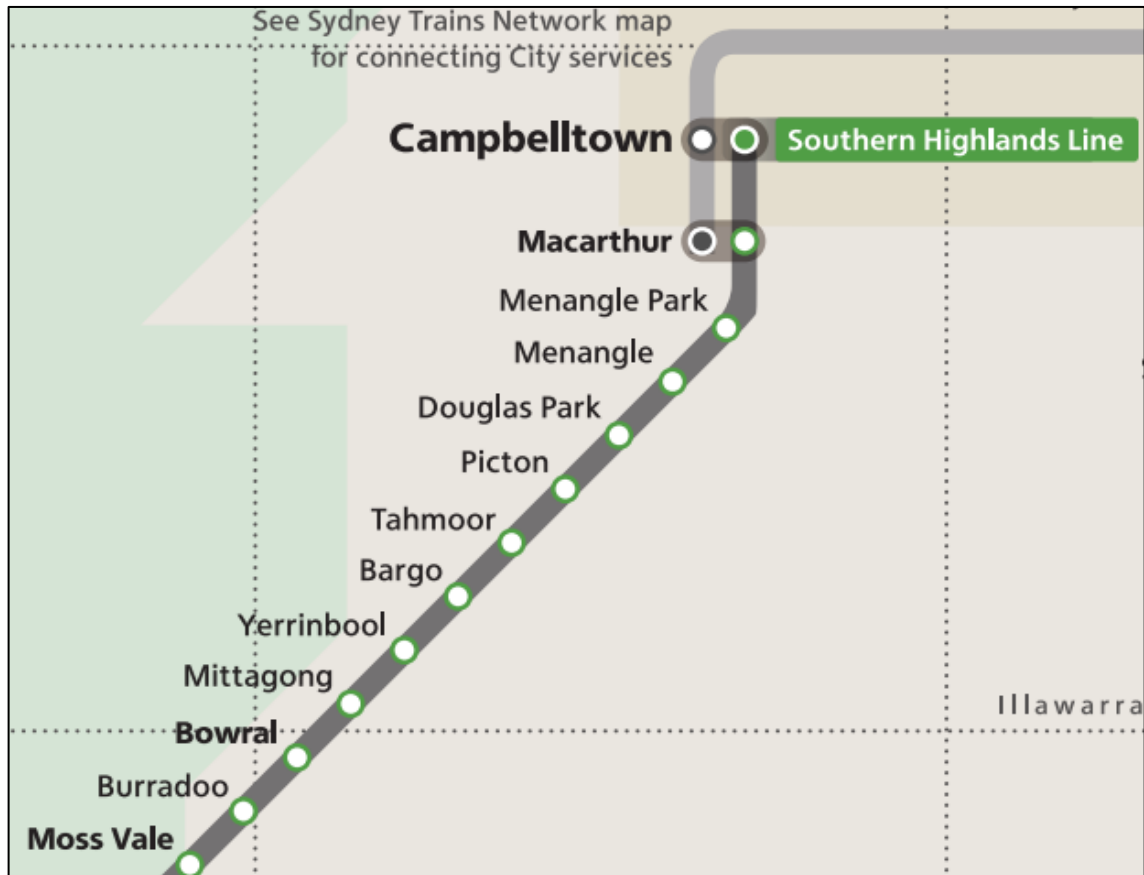 See Sydney Trains Network map
for connecting City services
Campbelltown
Southern Highlands Line
Macarthur
Menangle Park
Menangle
Douglas Park
Picton
Tahmoor
Bargo
Yerrinbool
Mittagong
Illawarra
Bowral
Burradoo
Moss Vale